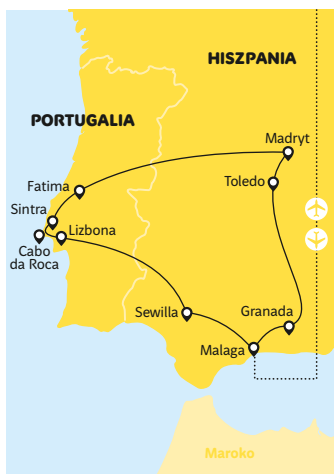 HISZPANIA
PORTUGALIA
Madryt
Toledo
Fatima
Sintra
Lizbona
Cabo
da Roca
Sewilla
Granada
Malaga
Maroko